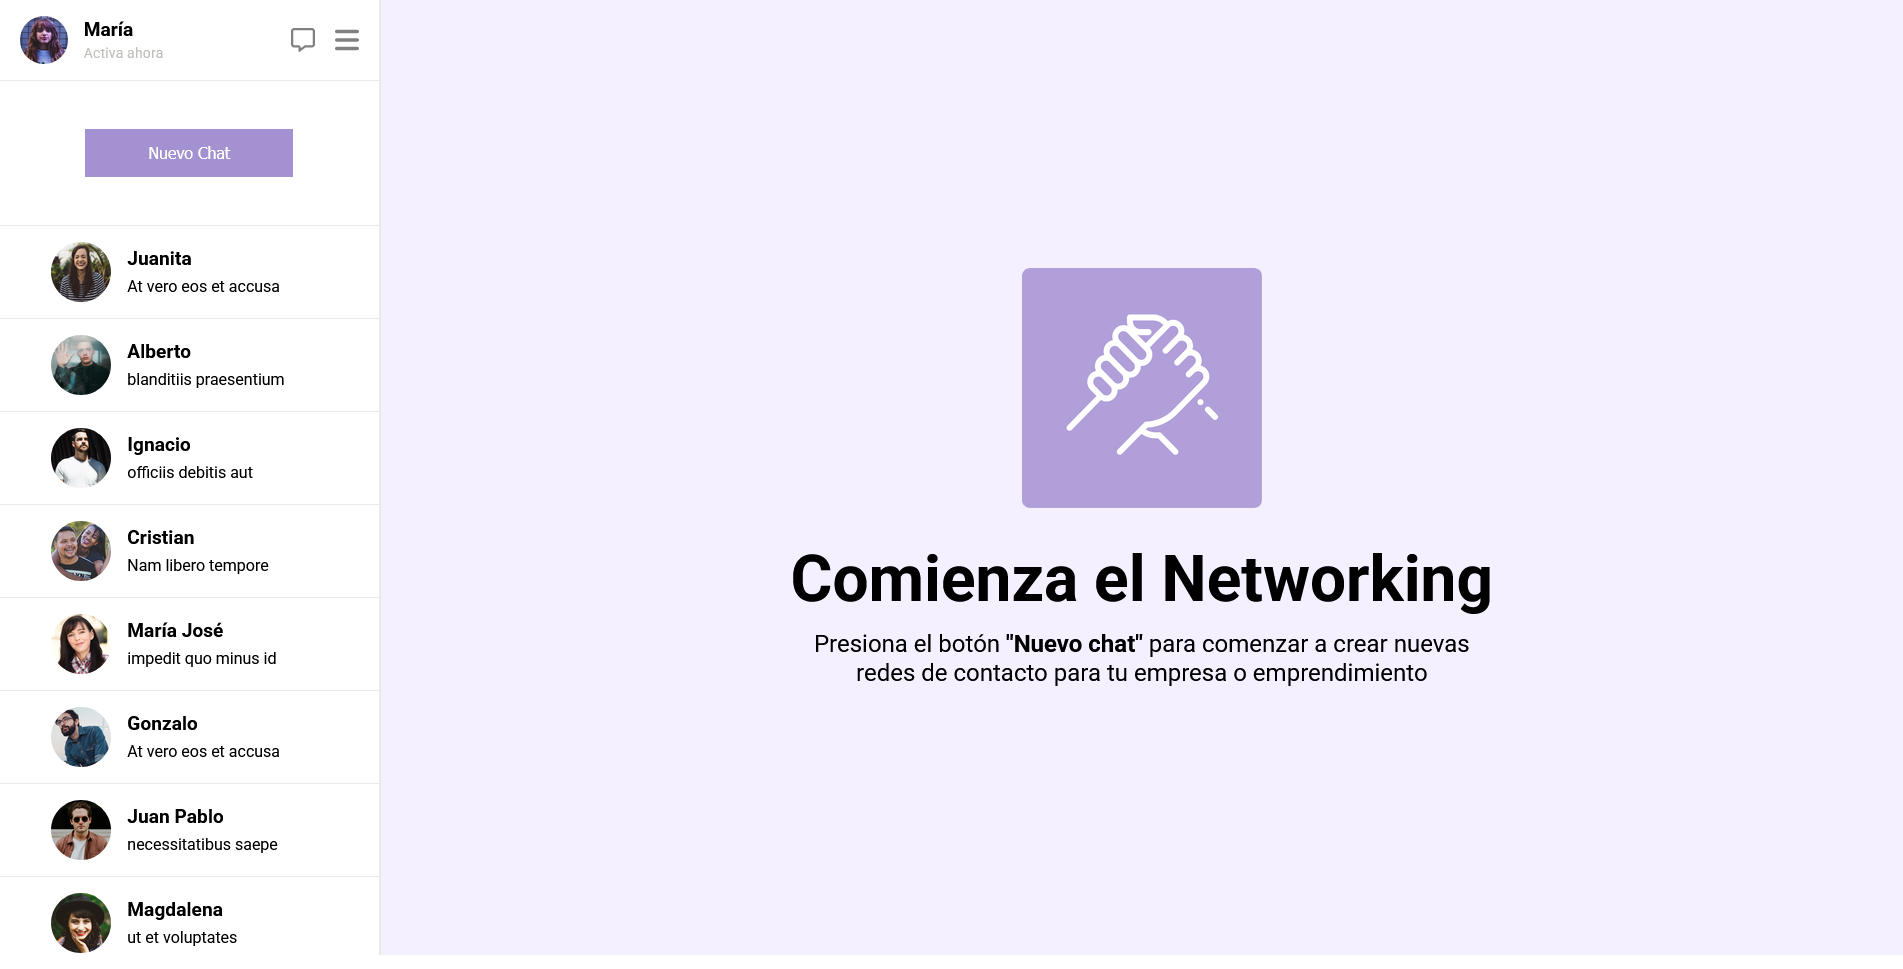 María
Activa ahora
Nuevo Chat
Juanita
At vero eos et accusa
Alberto
blanditiis praesentium
Ignacio
officiis debitis aut
Cristian
Nam libero tempore
María José
impedit quo minus id
Gonzalo
At vero eos et accusa
Juan Pablo
necessitatibus saepe
Magdalena
ut et voluptates
Comienza el Networking
Presiona el botón "Nuevo chat" para comenzar a crear nuevas
redes de contacto para tu empresa o emprendimiento